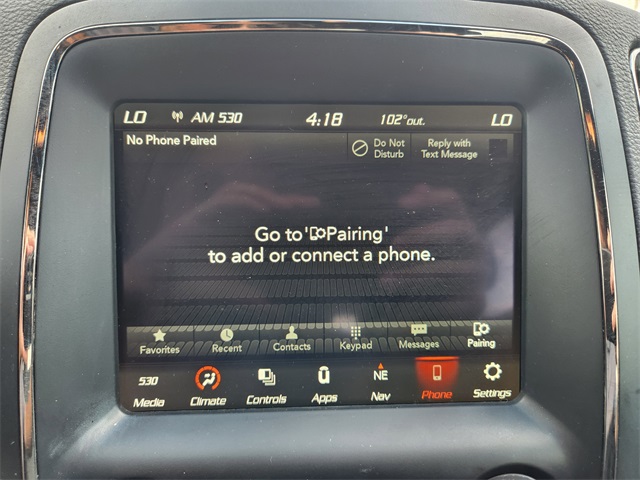 LO AM 530 4:18 102°out. LO
No Phone Paired
Do Not
Disturb
Reply with
Text Message
Go to 'Pairing'
to add or connect a phone.
Favorites Recent Contacts Keypad Messages Pairing
530 NE
Media Climate Controls Apps Nav Phone Settings